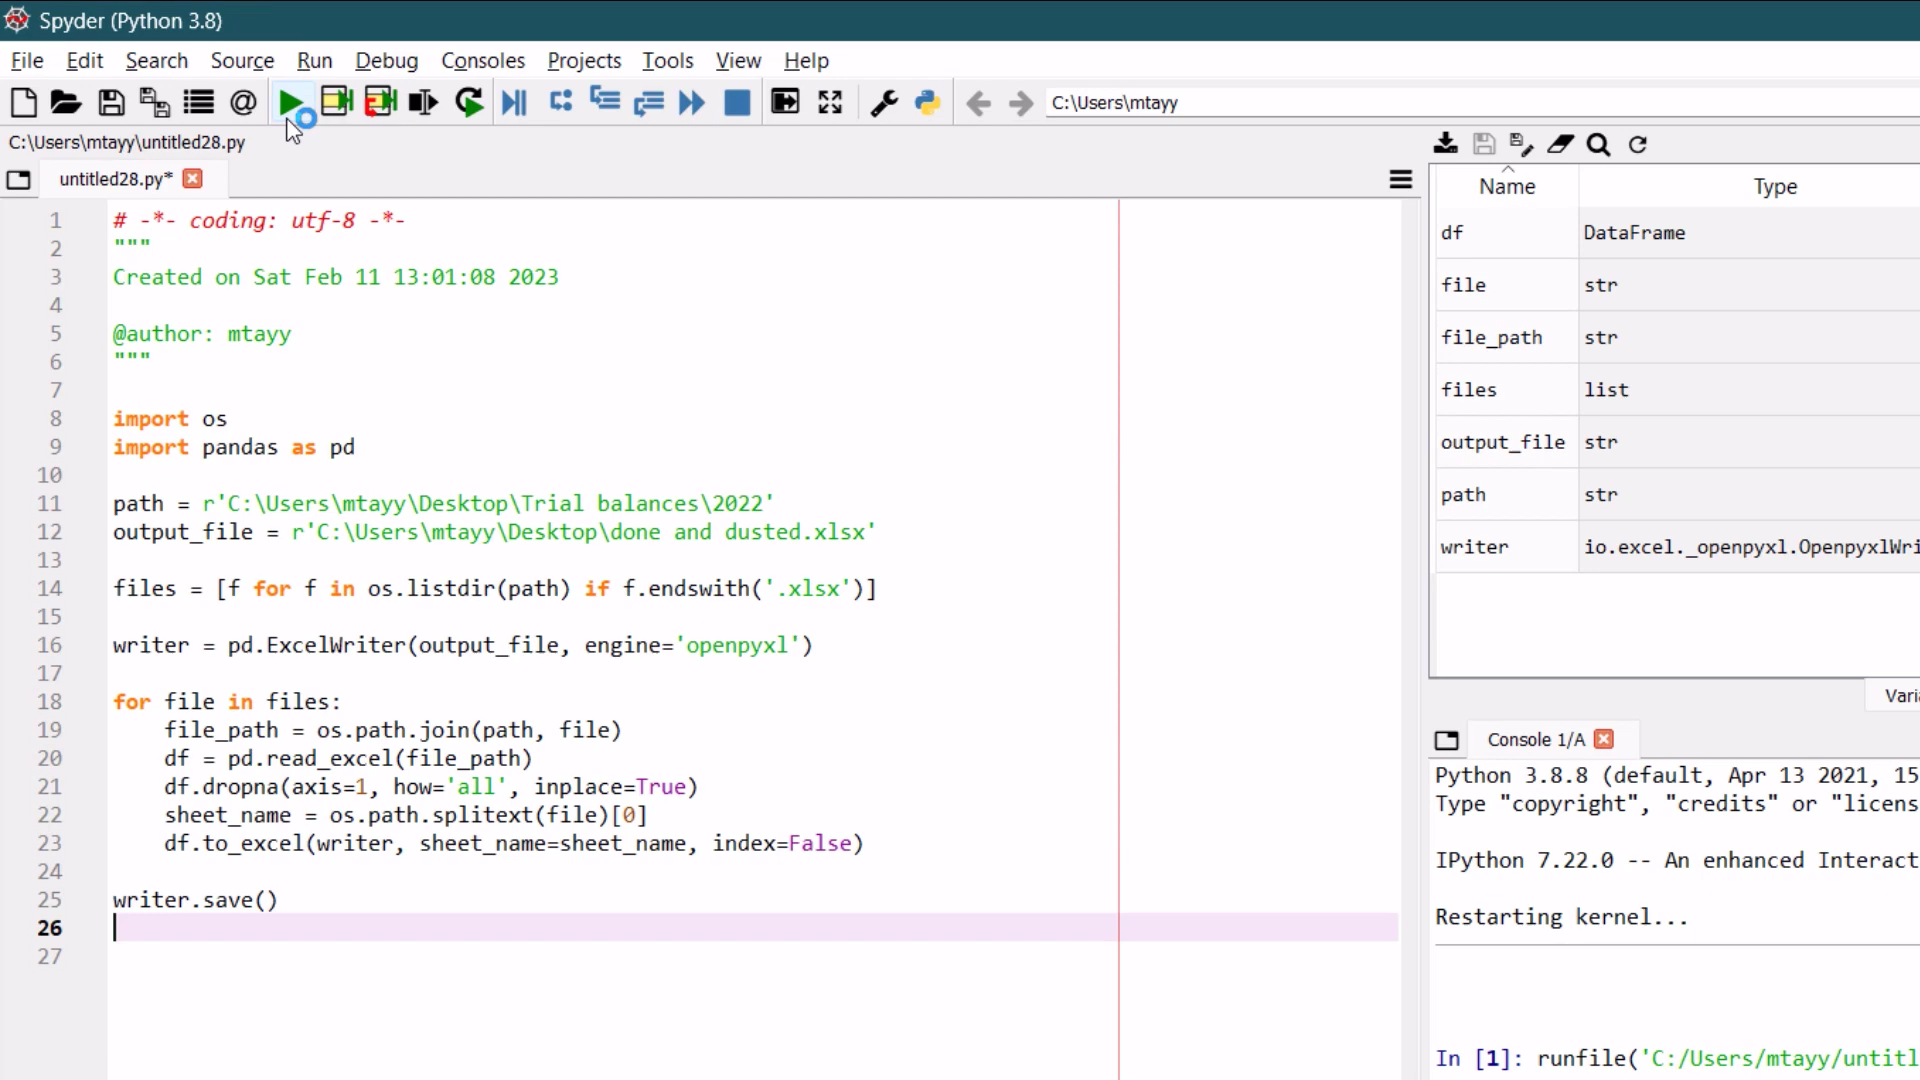 Spyder (Python 3.8)
File Edit Search Source Run Debug Consoles Projects Tools View Help
C:\Users\mtayy
C:\Users\mtayy\untitled28.py
untitled28.py*
1 # -*- coding: utf-8 -*-
2 """
3 Created on Sat Feb 11 13:01:08 2023
4
5 @author: mtayy
6 """
7
8 import os
9 import pandas as pd
10
11 path = r'C:\Users\mtayy\Desktop\Trial balances\2022'
12 output_file = r'C:\Users\mtayy\Desktop\done and dusted.xlsx'
13
14 files = [f for f in os.listdir(path) if f.endswith('.xlsx')]
15
16 writer = pd.ExcelWriter(output_file, engine='openpyxl')
17
18 for file in files:
19     file_path = os.path.join(path, file)
20     df = pd.read_excel(file_path)
21     df.dropna(axis=1, how='all', inplace=True)
22     sheet_name = os.path.splitext(file)[0]
23     df.to_excel(writer, sheet_name=sheet_name, index=False)
24
25 writer.save()
26
27
Name Type
df DataFrame
file str
file_path str
files list
output_file str
path str
writer io.excel._openpyxl.OpenpyxlWri
Varia
Console 1/A
Python 3.8.8 (default, Apr 13 2021, 15
Type "copyright", "credits" or "licens
IPython 7.22.0 -- An enhanced Interact
Restarting kernel...
In [1]: runfile('C:/Users/mtayy/untitl